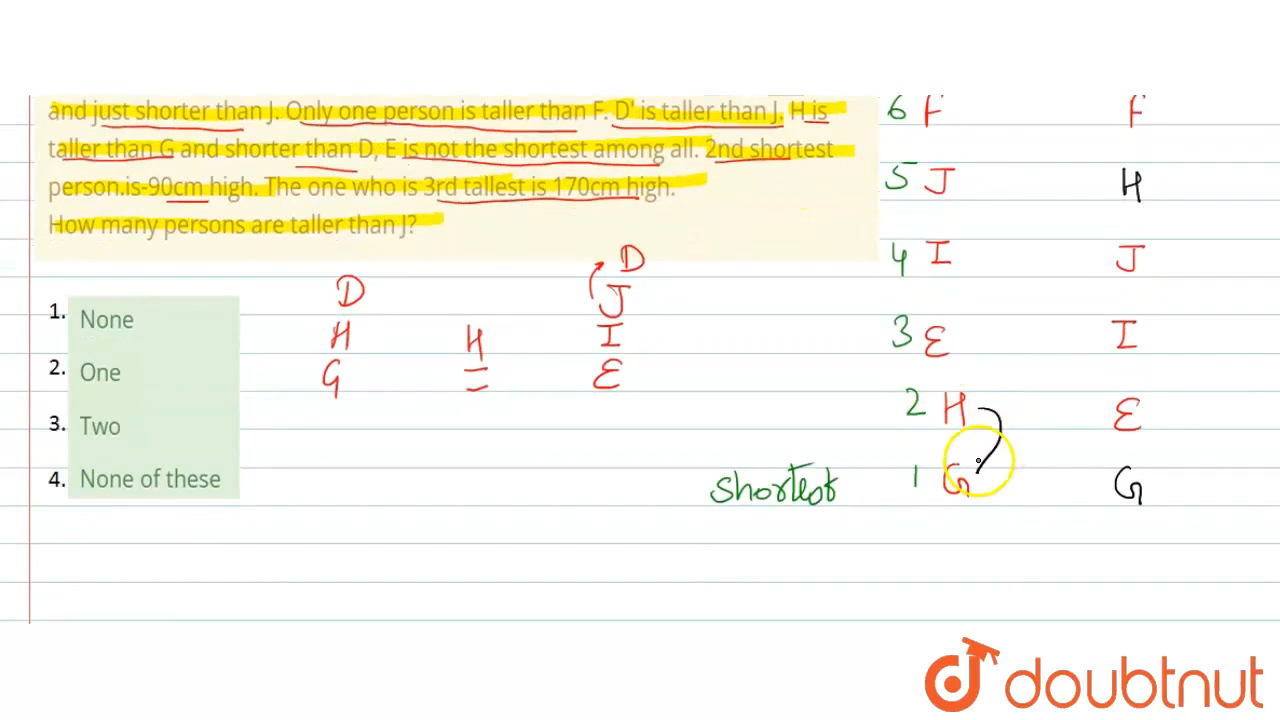 and just shorter than J. Only one person is taller than F. D' is taller than J. H is
taller than G and shorter than D, E is not the shortest among all. 2nd shortest
person.is-90cm high. The one who is 3rd tallest is 170cm high.
How many persons are taller than J?
1. None
2. One
3. Two
4. None of these
D
H
G
H
D
J
I
E
6 F F
5 J H
4 I J
3 E I
2 H E
shortest 1 G G
doubtnut